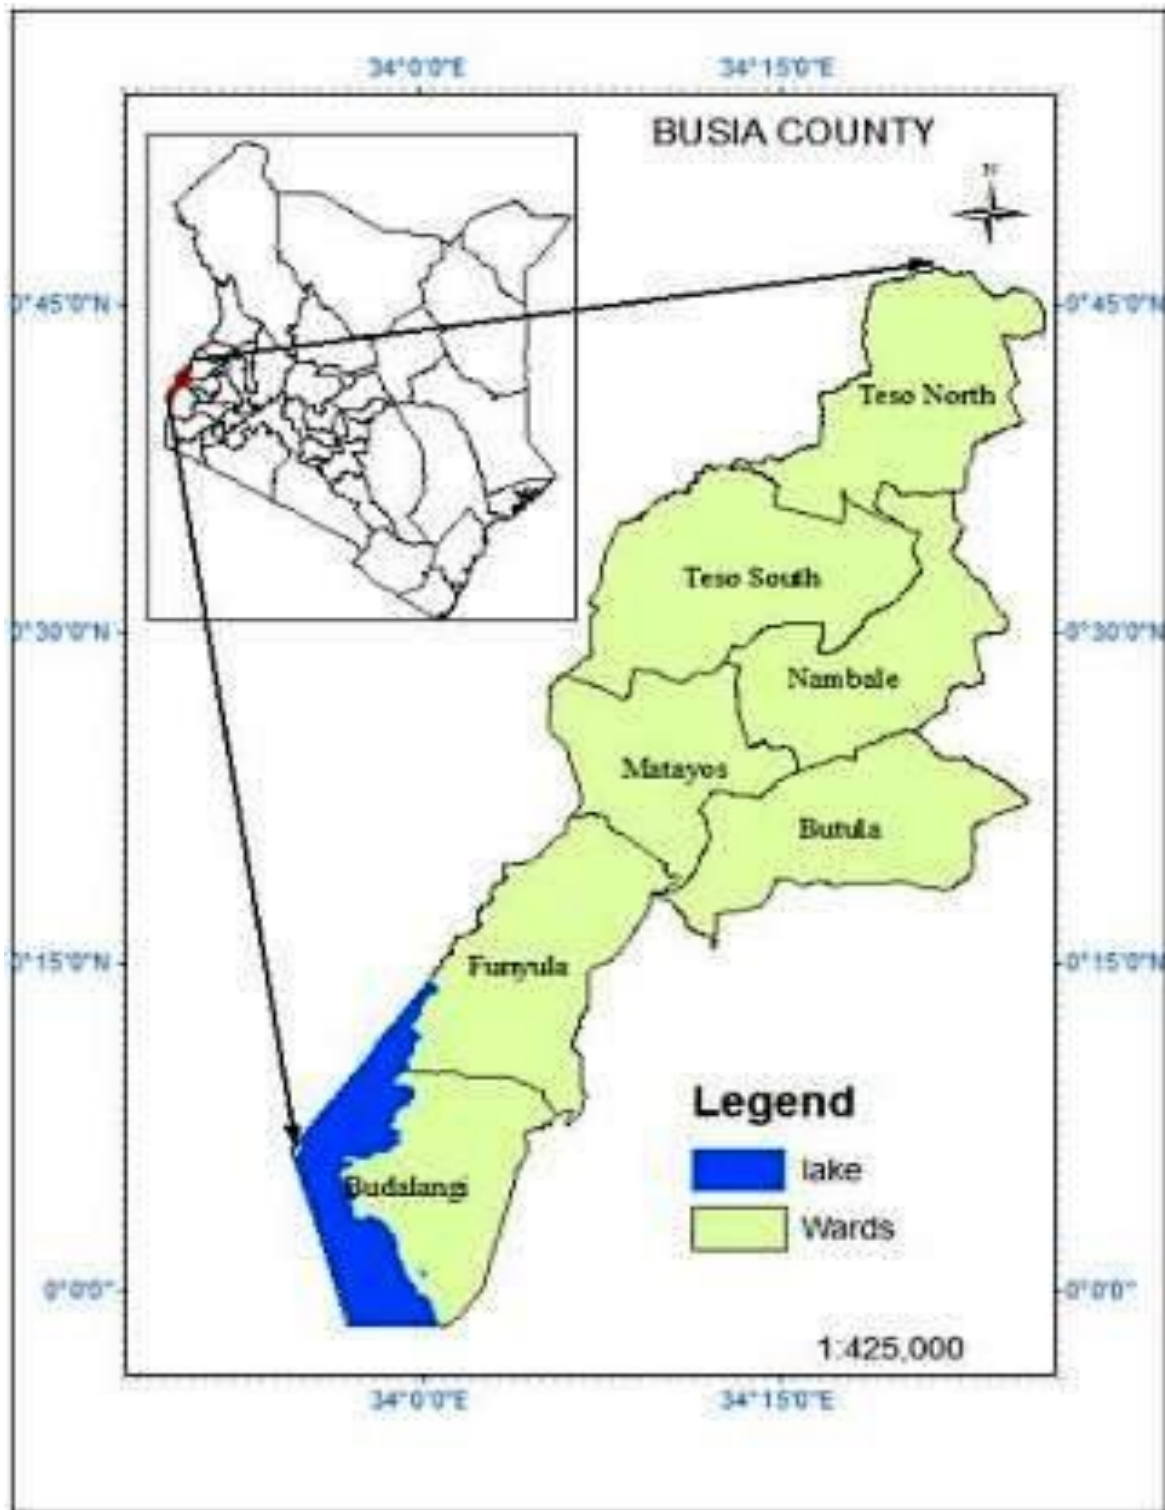 34°0'0"E 34°15'0"E
BUSIA COUNTY
N
0°45'0"N 0°45'0"N
Teso North
Teso South
0°30'0"N 0°30'0"N
Nambale
Matayos
Butula
0°15'0"N 0°15'0"N
Funyula
Legend
lake
Budalangi
Wards
0°0'0" 0°0'0"
1:425,000
34°0'0"E 34°15'0"E